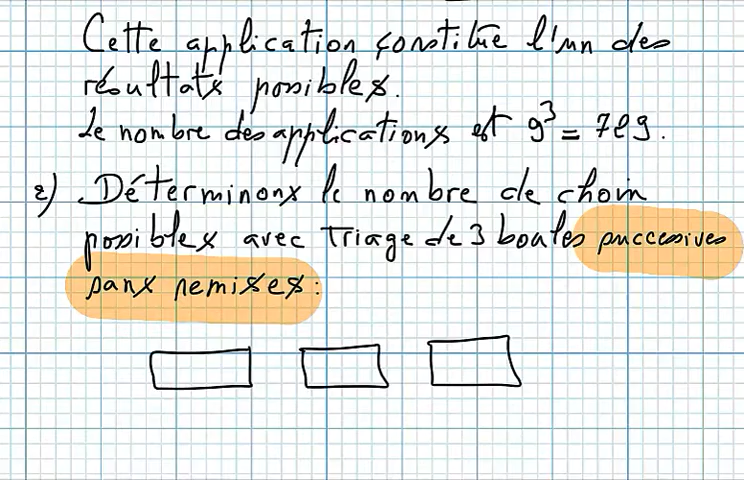 Cette application constitue l'un des
résultats possibles.
Le nombre des applications est 9³ = 729.
2) Déterminons le nombre de choix
possibles avec triage de 3 boules successives
sans remises: